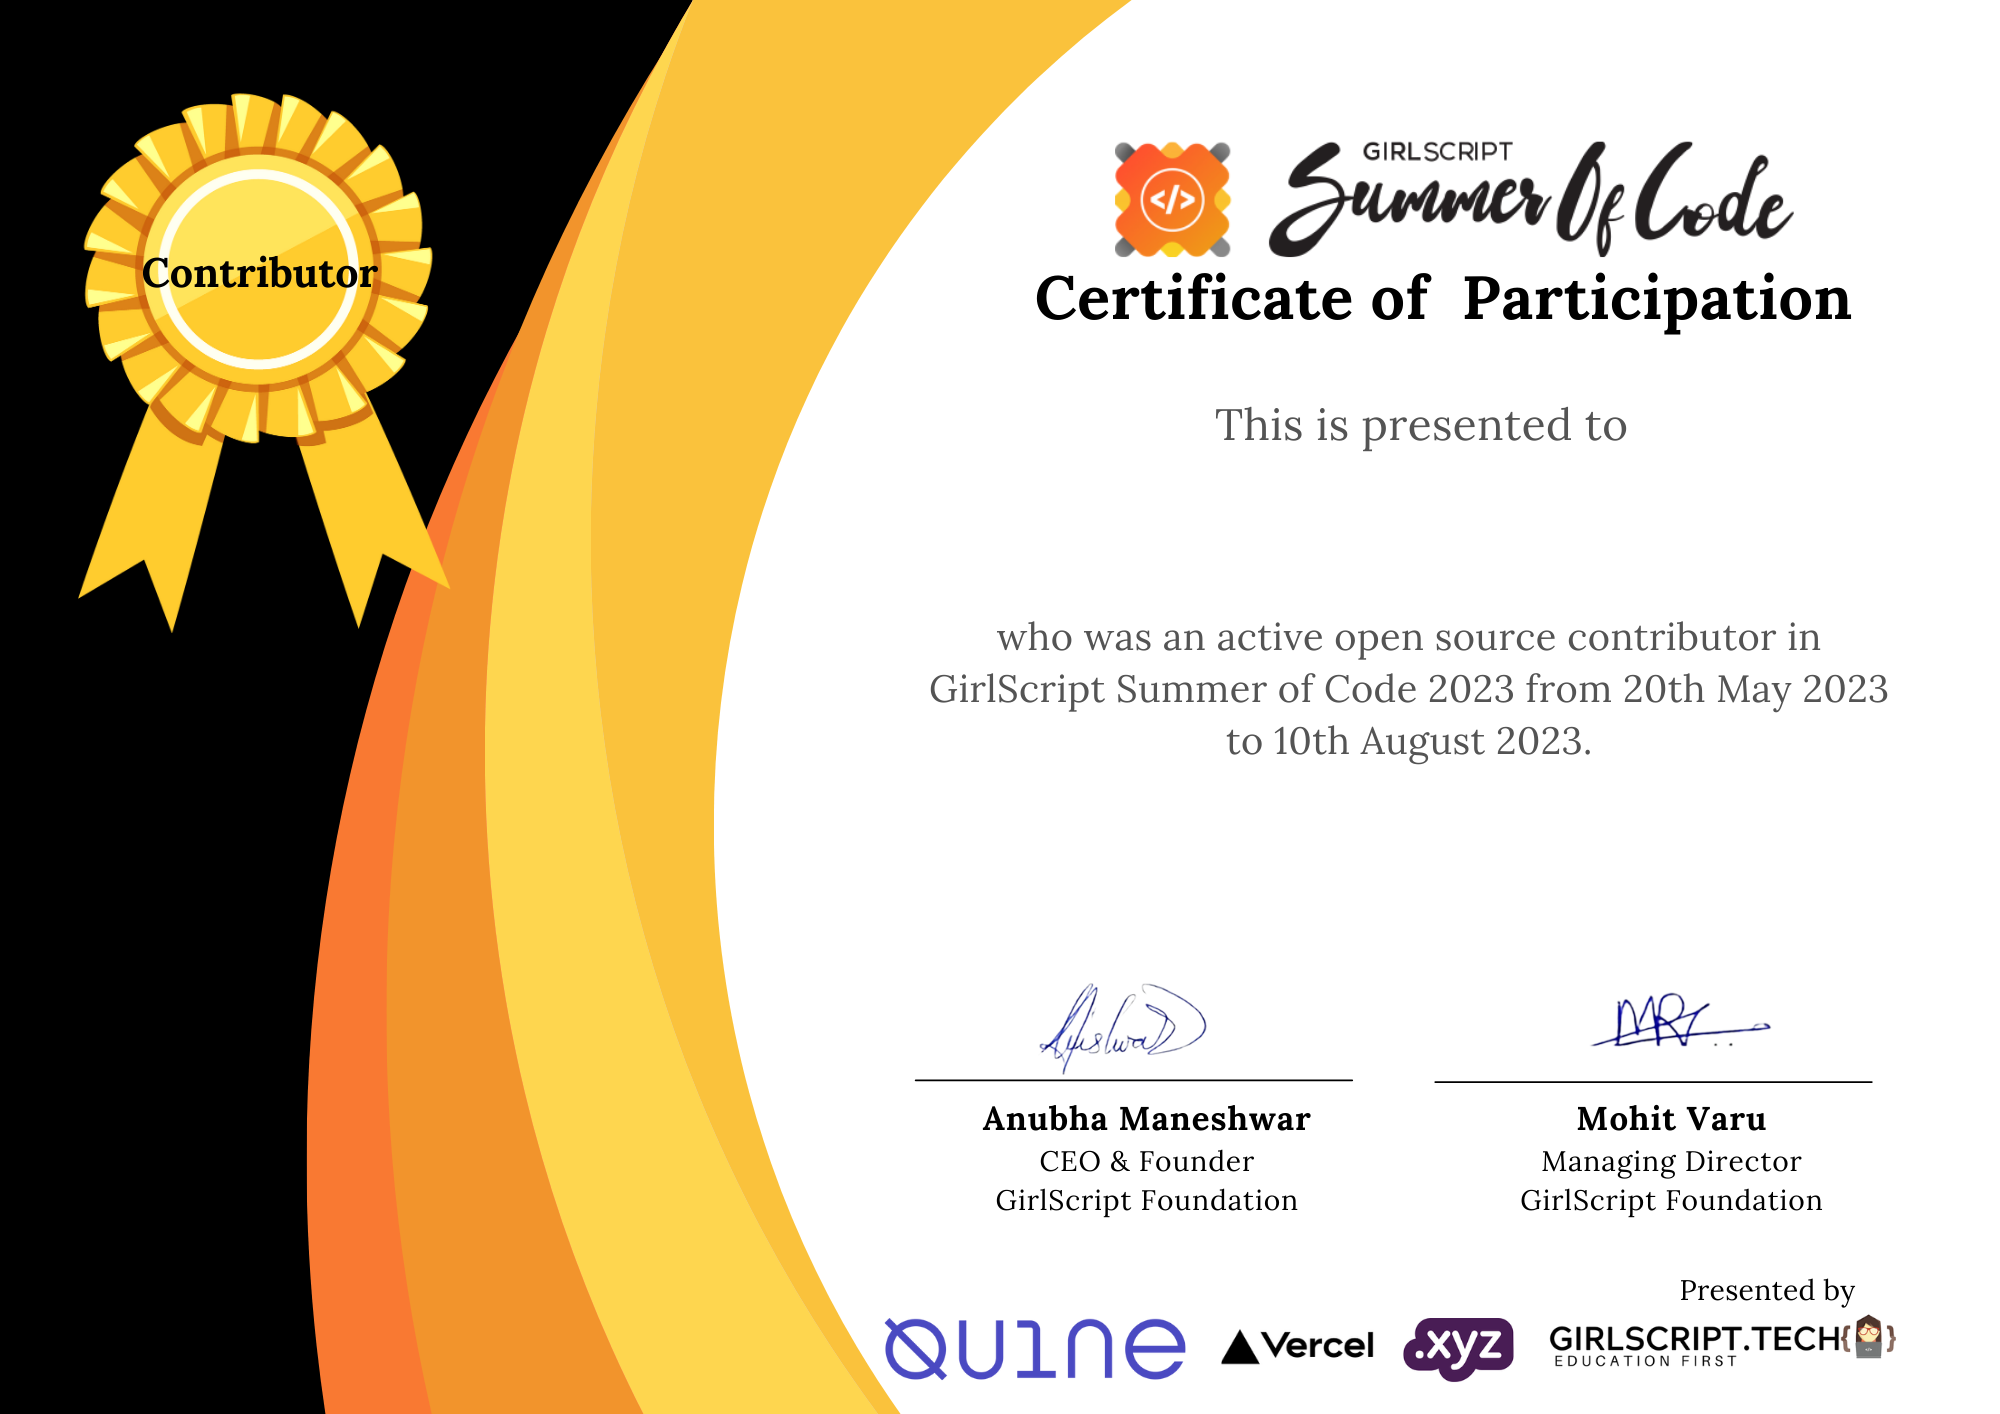 Contributor
GIRLSCRIPT
Summer Of Code
Certificate of  Participation
This is presented to
who was an active open source contributor in
GirlScript Summer of Code 2023 from 20th May 2023
to 10th August 2023.
Anubha Maneshwar
CEO & Founder
GirlScript Foundation
Mohit Varu
Managing Director
GirlScript Foundation
Presented by
QUINE
Vercel
.xyz
GIRLSCRIPT.TECH{}
EDUCATION FIRST